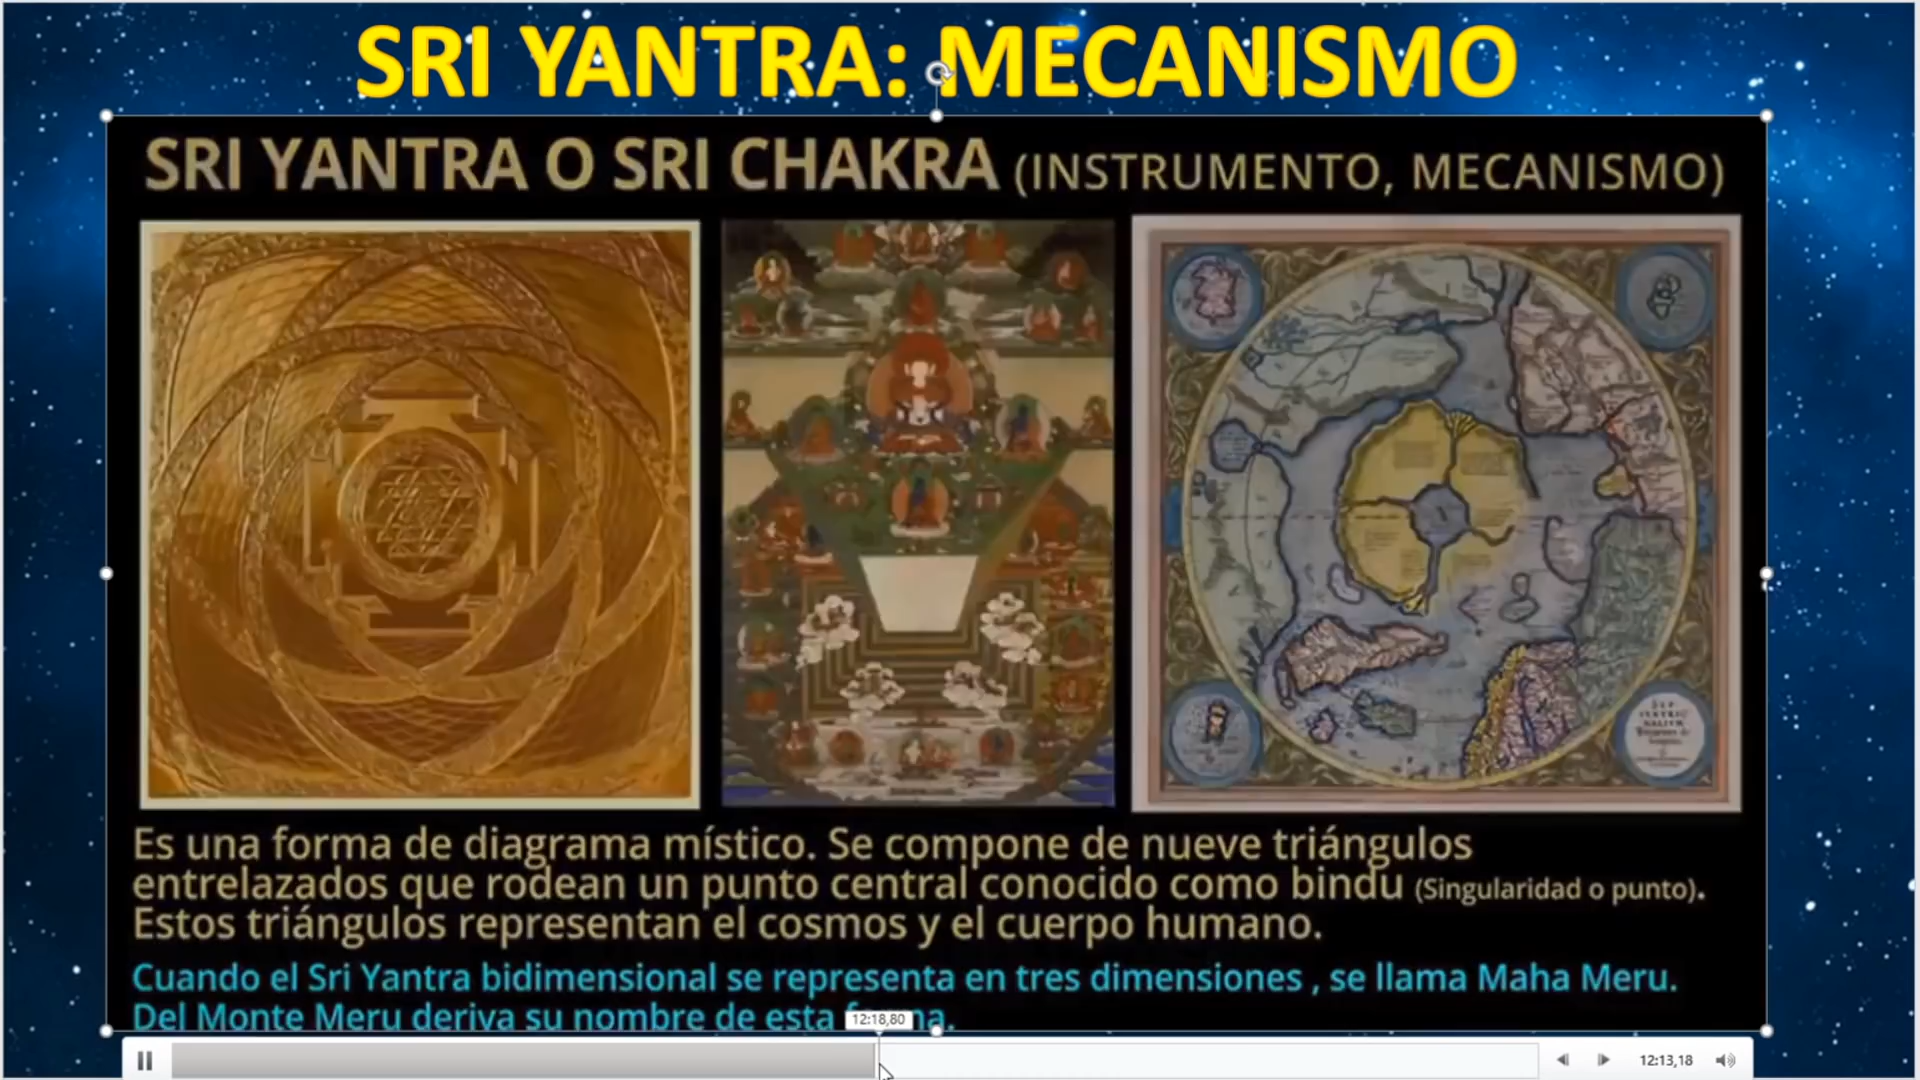 SRI YANTRA: MECANISMO
SRI YANTRA O SRI CHAKRA (INSTRUMENTO, MECANISMO)
Es una forma de diagrama místico. Se compone de nueve triángulos
entrelazados que rodean un punto central conocido como bindu (Singularidad o punto).
Estos triángulos representan el cosmos y el cuerpo humano.
Cuando el Sri Yantra bidimensional se representa en tres dimensiones , se llama Maha Meru.
Del Monte Meru deriva su nombre de esta
12:18,80
12:13,18